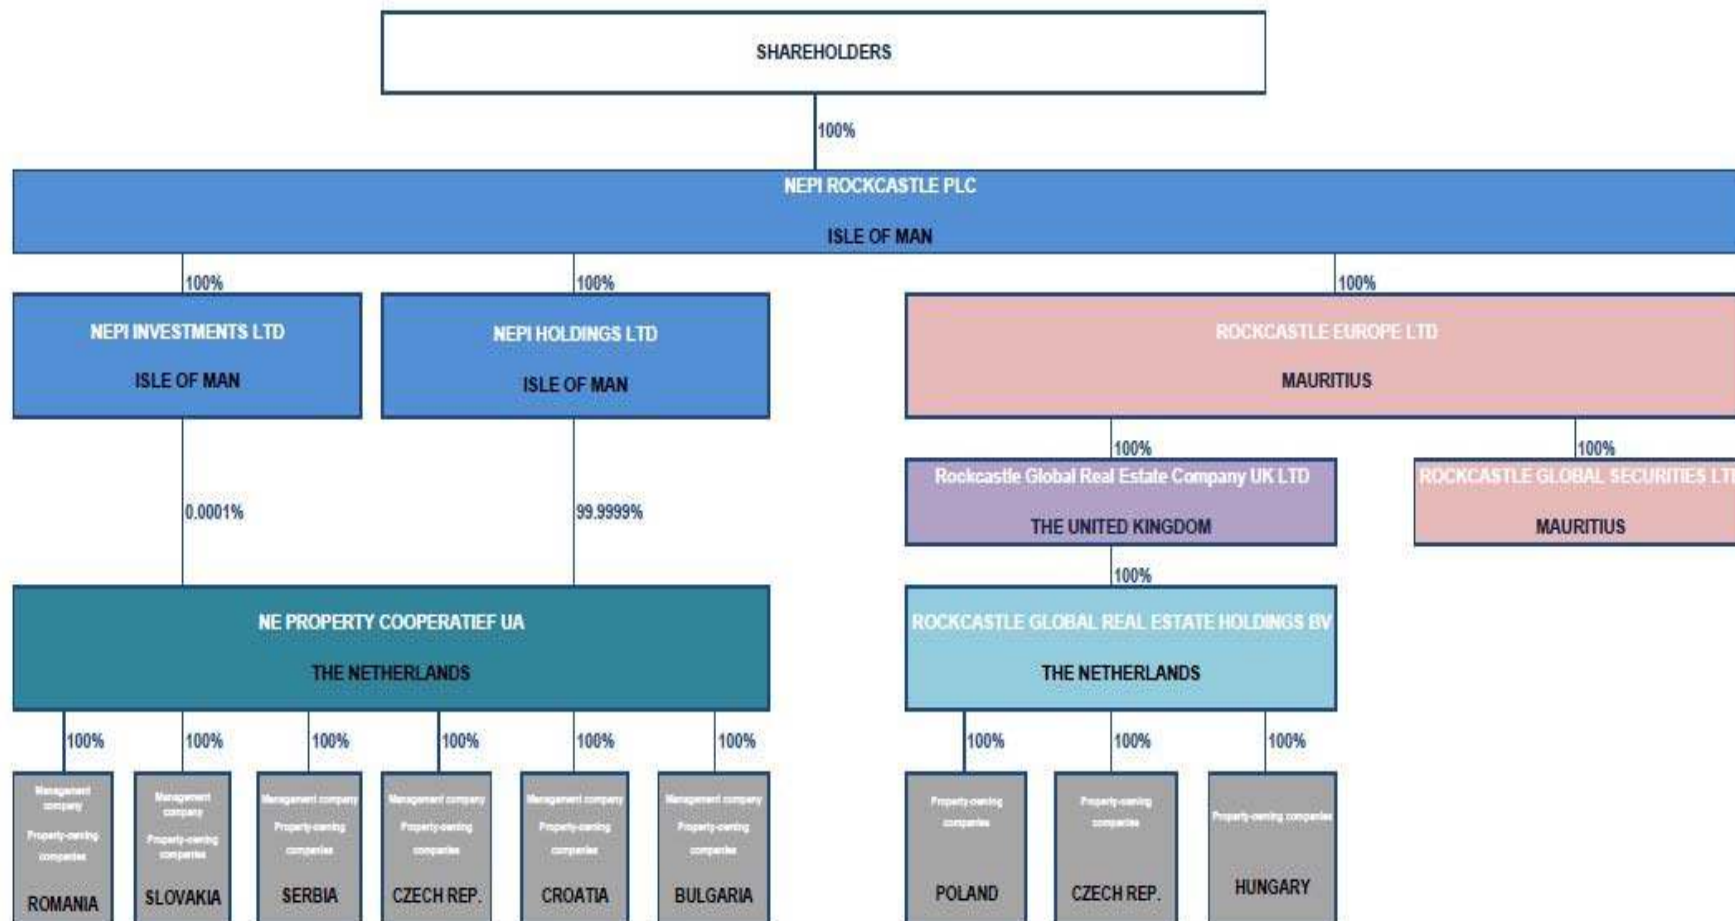 SHAREHOLDERS
100%
NEPI ROCKCASTLE PLC
ISLE OF MAN
100%
100%
100%
NEPI INVESTMENTS LTD
ISLE OF MAN
NEPI HOLDINGS LTD
ISLE OF MAN
ROCKCASTLE EUROPE LTD
MAURITIUS
100%
100%
Rockcastle Global Real Estate Company UK LTD
THE UNITED KINGDOM
ROCKCASTLE GLOBAL SECURITIES LT
MAURITIUS
0.0001%
99.9999%
100%
NE PROPERTY COOPERATIEF UA
THE NETHERLANDS
ROCKCASTLE GLOBAL REAL ESTATE HOLDINGS BV
THE NETHERLANDS
100%
100%
100%
100%
100%
100%
100%
100%
100%
Management
company
Property-owning
companies
ROMANIA
Management
company
Property-owning
companies
SLOVAKIA
Management company
Property-owning
companies
SERBIA
Management company
Property-owning
companies
CZECH REP.
Management company
Property-owning
companies
CROATIA
Management company
Property-owning
companies
BULGARIA
Property-owning
companies
POLAND
Property-owning
companies
CZECH REP.
Property-owning companies
HUNGARY